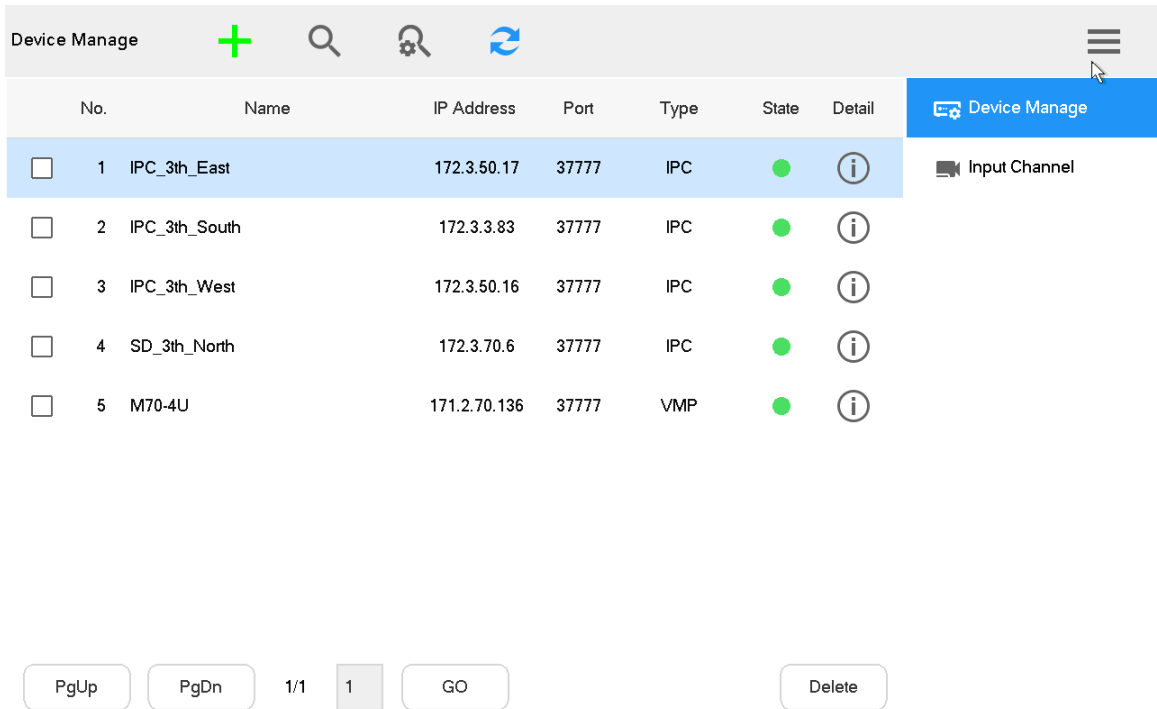 Device Manage
No. Name IP Address Port Type State Detail
Device Manage
1 IPC_3th_East 172.3.50.17 37777 IPC
Input Channel
2 IPC_3th_South 172.3.3.83 37777 IPC
3 IPC_3th_West 172.3.50.16 37777 IPC
4 SD_3th_North 172.3.70.6 37777 IPC
5 M70-4U 171.2.70.136 37777 VMP
PgUp PgDn 1/1 1 GO Delete